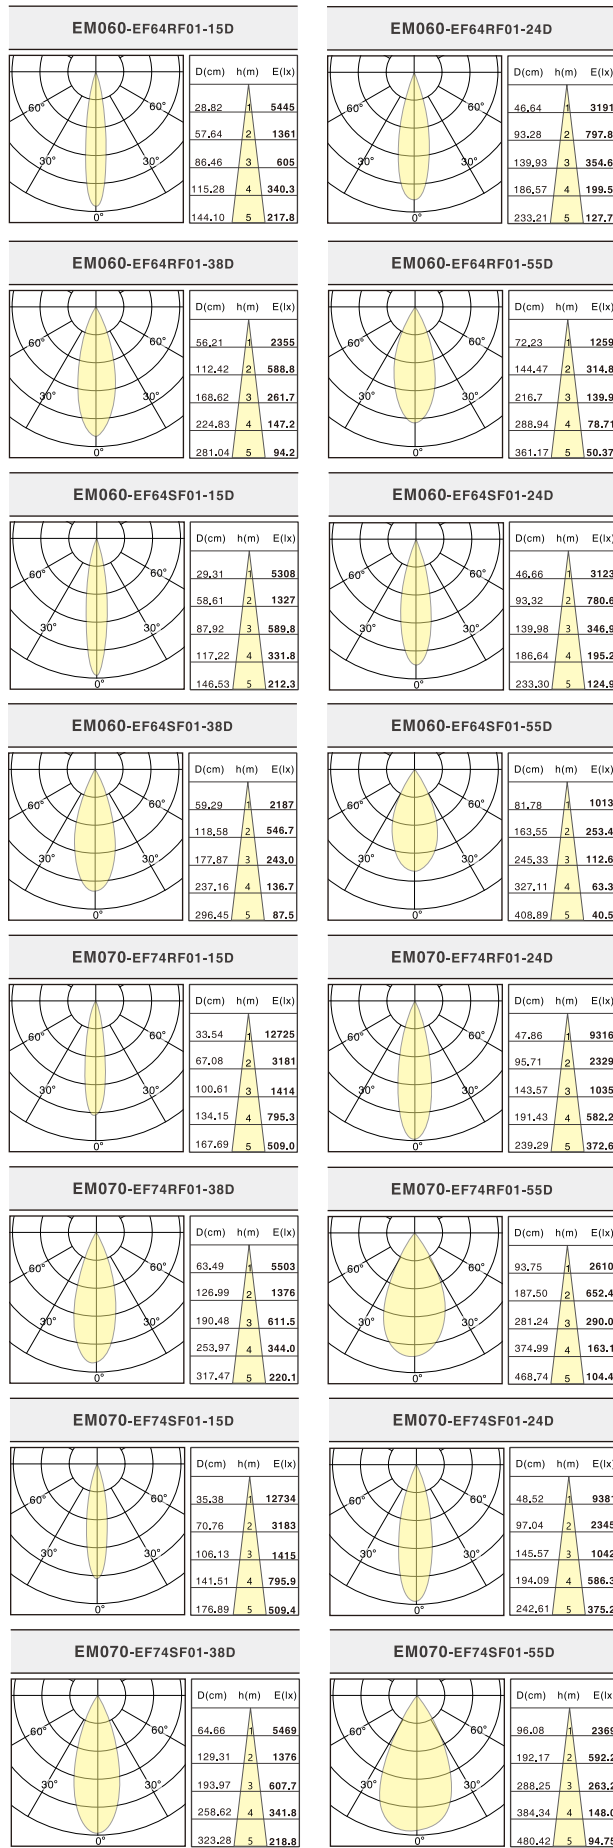 EM060-EF64RF01-15D
D(cm) h(m) E(lx)
60° 60°
28.82 1 5445
57.64 2 1361
30° 30°
86.46 3 605
115.28 4 340.3
0°
144.10 5 217.8
EM060-EF64RF01-24D
D(cm) h(m) E(lx)
60° 60°
46.64 1 3191
93.28 2 797.8
30° 30°
139.93 3 354.6
186.57 4 199.5
0°
233.21 5 127.7
EM060-EF64RF01-38D
D(cm) h(m) E(lx)
60° 60°
56.21 1 2355
112.42 2 588.8
30° 30°
168.62 3 261.7
224.83 4 147.2
0°
281.04 5 94.2
EM060-EF64RF01-55D
D(cm) h(m) E(lx)
60° 60°
72.23 1 1259
144.47 2 314.8
30° 30°
216.7 3 139.9
288.94 4 78.71
0°
361.17 5 50.37
EM060-EF64SF01-15D
D(cm) h(m) E(lx)
60° 60°
29.31 1 5308
58.61 2 1327
30° 30°
87.92 3 589.8
117.22 4 331.8
0°
146.53 5 212.3
EM060-EF64SF01-24D
D(cm) h(m) E(lx)
60° 60°
46.66 1 3123
93.32 2 780.6
30° 30°
139.98 3 346.9
186.64 4 195.2
0°
233.30 5 124.9
EM060-EF64SF01-38D
D(cm) h(m) E(lx)
60° 60°
59.29 1 2187
118.58 2 546.7
30° 30°
177.87 3 243.0
237.16 4 136.7
0°
296.45 5 87.5
EM060-EF64SF01-55D
D(cm) h(m) E(lx)
60° 60°
81.78 1 1013
163.55 2 253.4
30° 30°
245.33 3 112.6
327.11 4 63.3
0°
408.89 5 40.5
EM070-EF74RF01-15D
D(cm) h(m) E(lx)
60° 60°
33.54 1 12725
67.08 2 3181
30° 30°
100.61 3 1414
134.15 4 795.3
0°
167.69 5 509.0
EM070-EF74RF01-24D
D(cm) h(m) E(lx)
60° 60°
47.86 1 9316
95.71 2 2329
30° 30°
143.57 3 1035
191.43 4 582.2
0°
239.29 5 372.6
EM070-EF74RF01-38D
D(cm) h(m) E(lx)
60° 60°
63.49 1 5503
126.99 2 1376
30° 30°
190.48 3 611.5
253.97 4 344.0
0°
317.47 5 220.1
EM070-EF74RF01-55D
D(cm) h(m) E(lx)
60° 60°
93.75 1 2610
187.50 2 652.4
30° 30°
281.24 3 290.0
374.99 4 163.1
0°
468.74 5 104.4
EM070-EF74SF01-15D
D(cm) h(m) E(lx)
60° 60°
35.38 1 12734
70.76 2 3183
30° 30°
106.13 3 1415
141.51 4 795.9
0°
176.89 5 509.4
EM070-EF74SF01-24D
D(cm) h(m) E(lx)
60° 60°
48.52 1 9381
97.04 2 2345
30° 30°
145.57 3 1042
194.09 4 586.3
0°
242.61 5 375.2
EM070-EF74SF01-38D
D(cm) h(m) E(lx)
60° 60°
64.66 1 5469
129.31 2 1376
30° 30°
193.97 3 607.7
258.62 4 341.8
0°
323.28 5 218.8
EM070-EF74SF01-55D
D(cm) h(m) E(lx)
60° 60°
96.08 1 2369
192.17 2 592.2
30° 30°
288.25 3 263.2
384.34 4 148.0
0°
480.42 5 94.75